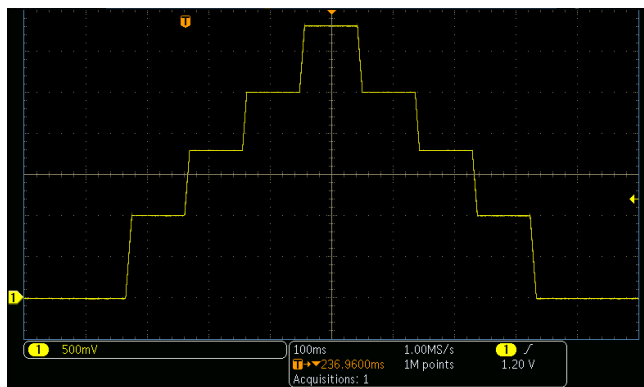 T
1
1 500mV
100ms 1.00MS/s 1
T→▼236.9600ms 1M points 1.20 V
Acquisitions: 1